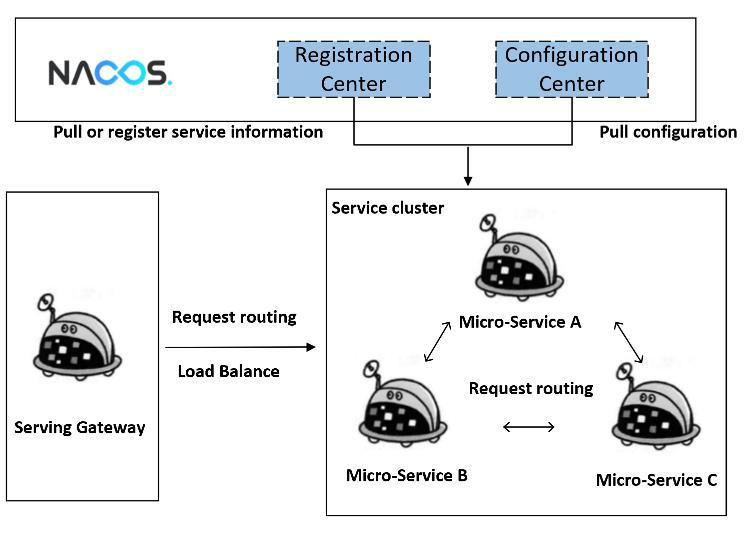 NACOS.
Registration
Center
Configuration
Center
Pull or register service information
Pull configuration
Service cluster
Micro-Service A
Request routing
Load Balance
Serving Gateway
Request routing
Micro-Service B
Micro-Service C